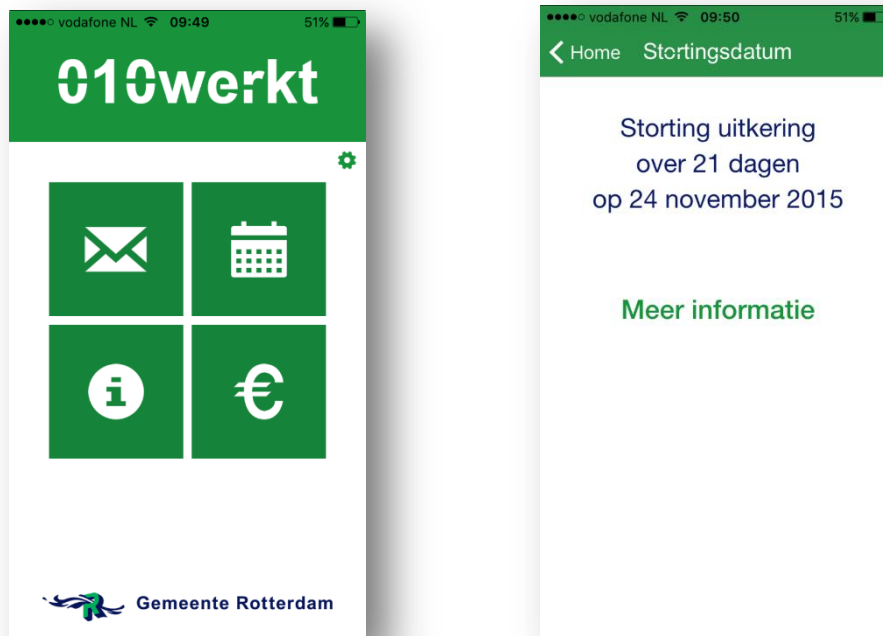 vodafone NL 09:49 51%
010werkt
i
€
Gemeente Rotterdam
vodafone NL 09:50 51%
Home Stortingsdatum
Storting uitkering
over 21 dagen
op 24 november 2015
Meer informatie